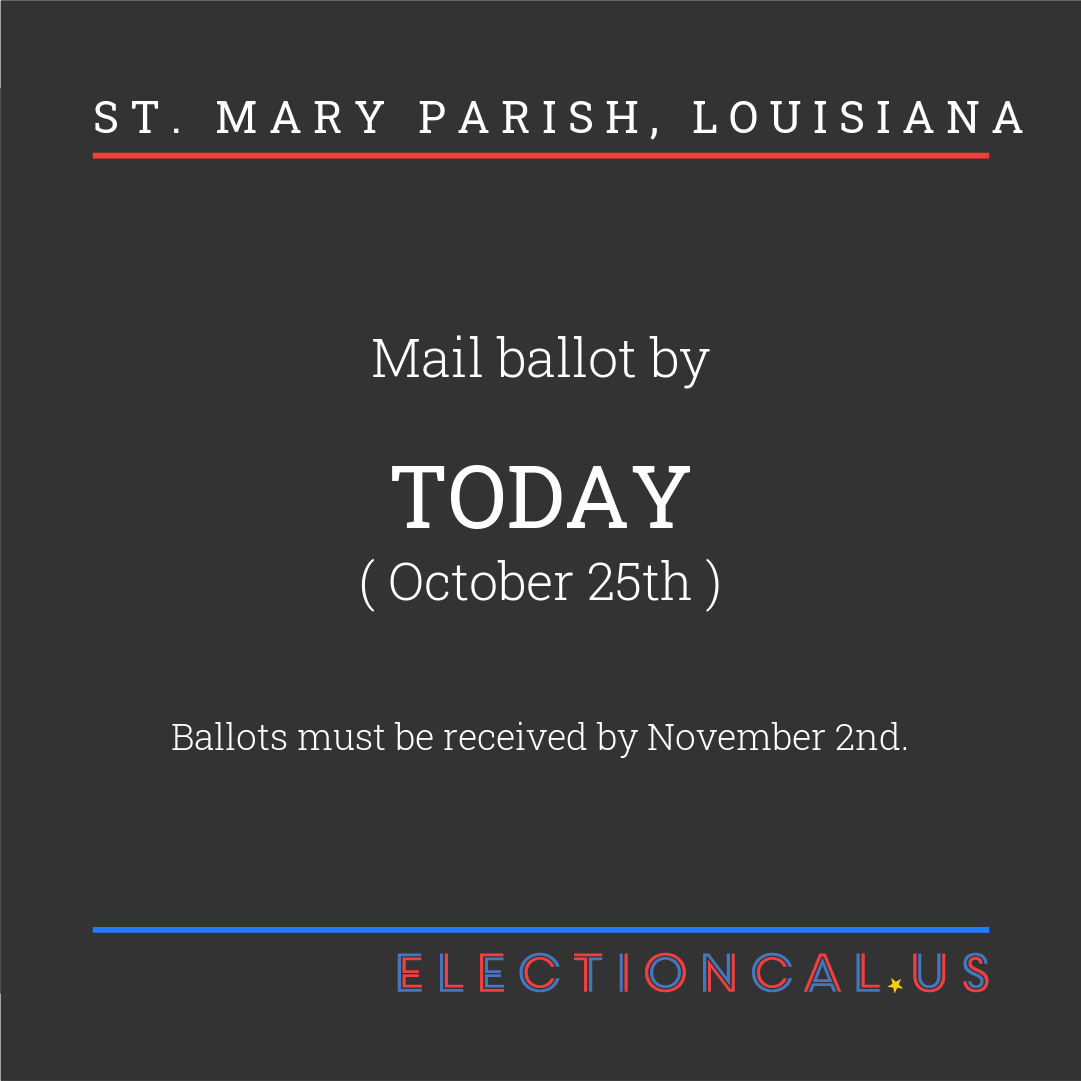 ST. MARY PARISH, LOUISIANA
Mail ballot by
TODAY
( October 25th )
Ballots must be received by November 2nd.
ELECTIONCAL.US